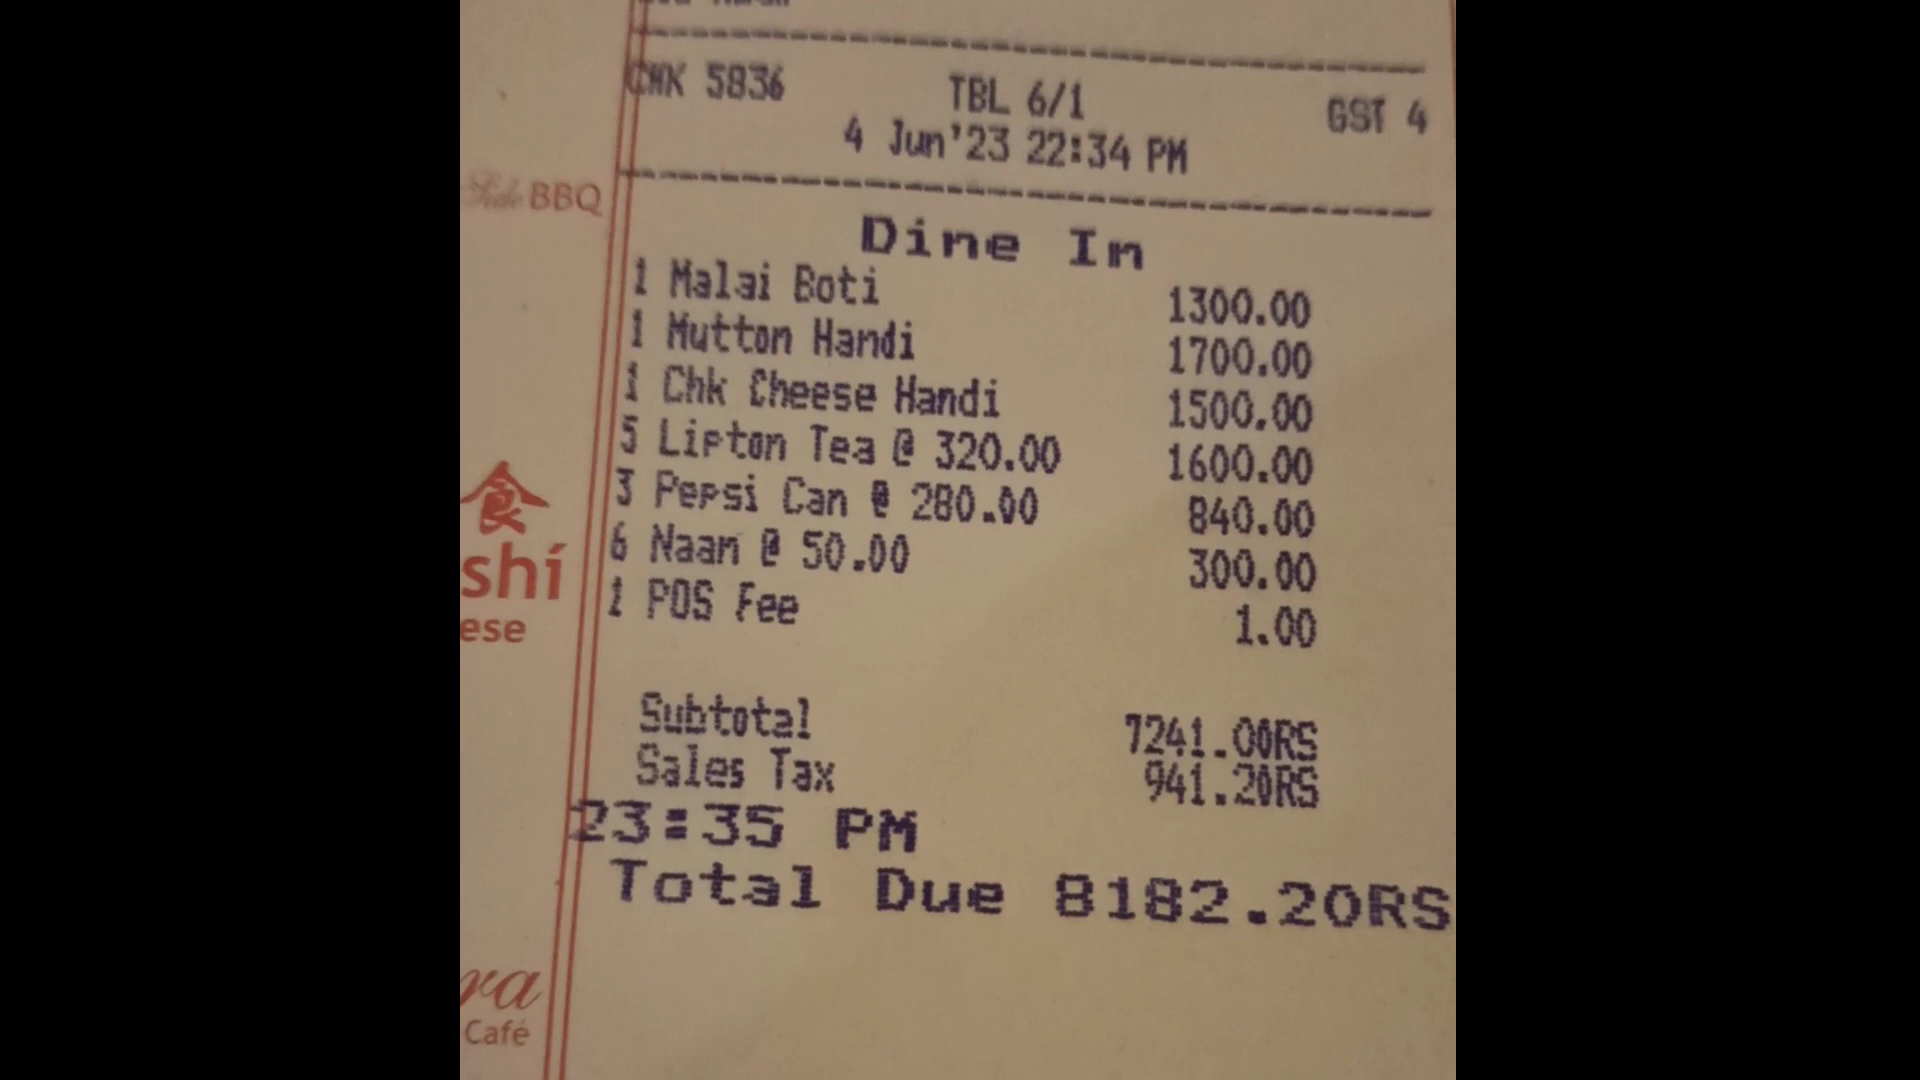 CHK 5836 TBL 6/1 GST 4
4 Jun'23 22:34 PM
Dine In
1 Malai Boti 1300.00
1 Mutton Handi 1700.00
1 Chk Cheese Handi 1500.00
5 Lipton Tea @ 320.00 1600.00
3 Pepsi Can @ 280.00 840.00
6 Naan @ 50.00 300.00
1 POS Fee 1.00
Subtotal 7241.00RS
Sales Tax 941.20RS
23:35 PM
Total Due 8182.20RS
Side BBQ
食
shí
ese
ra
Café